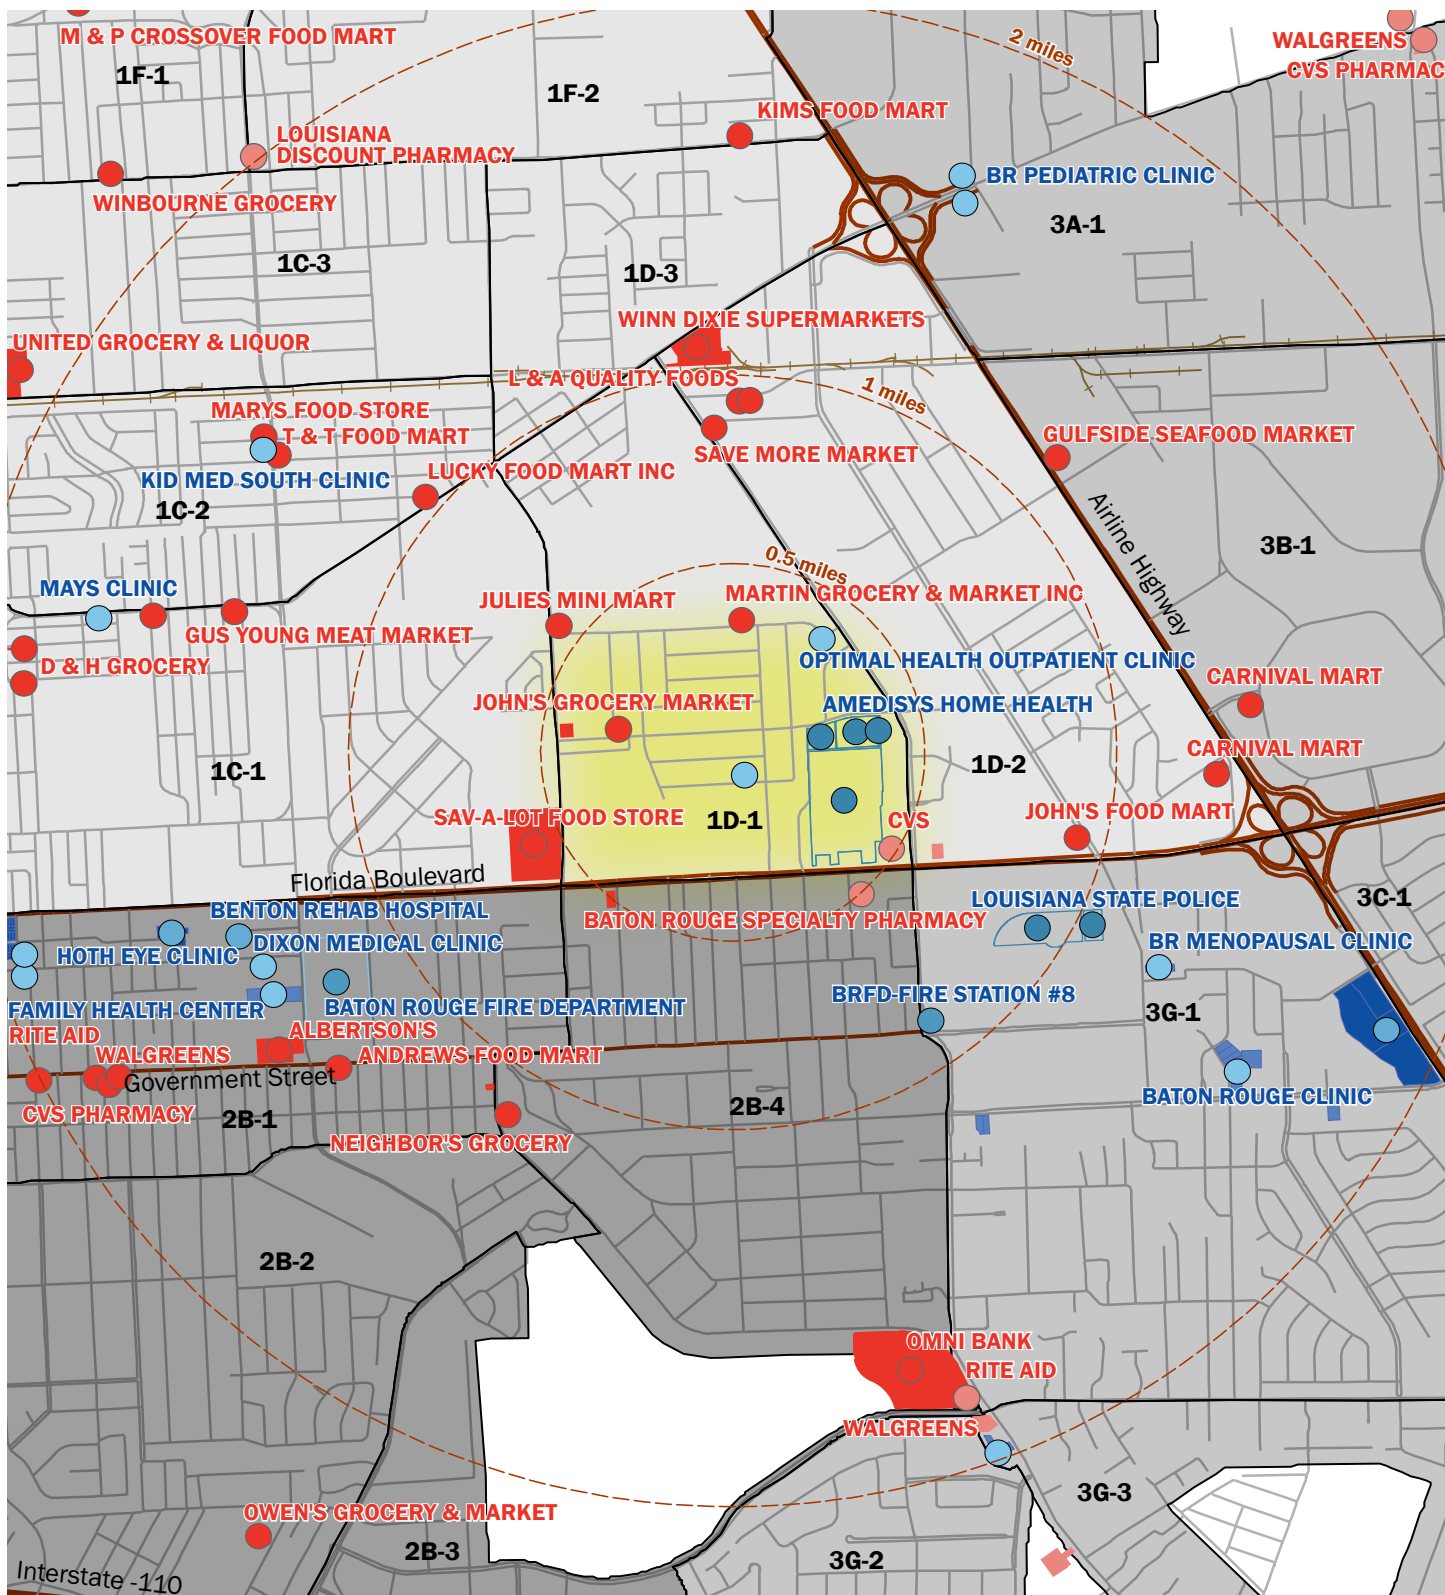 2 miles
M & P CROSSOVER FOOD MART
WALGREENS
CVS PHARMAC
1F-1
1F-2
KIMS FOOD MART
LOUISIANA
DISCOUNT PHARMACY
BR PEDIATRIC CLINIC
WINBOURNE GROCERY
3A-1
1C-3
1D-3
WINN DIXIE SUPERMARKETS
UNITED GROCERY & LIQUOR
L & A QUALITY FOODS
1 miles
MARYS FOOD STORE
T & T FOOD MART
GULFSIDE SEAFOOD MARKET
SAVE MORE MARKET
LUCKY FOOD MART INC
KID MED SOUTH CLINIC
1C-2
Airline Highway
3B-1
0.5 miles
MAYS CLINIC
JULIES MINI MART
MARTIN GROCERY & MARKET INC
GUS YOUNG MEAT MARKET
D & H GROCERY
OPTIMAL HEALTH OUTPATIENT CLINIC
CARNIVAL MART
JOHN'S GROCERY MARKET
AMEDISYS HOME HEALTH
CARNIVAL MART
1C-1
1D-2
JOHN'S FOOD MART
SAV-A-LOT FOOD STORE
1D-1
CVS
Florida Boulevard
3C-1
BENTON REHAB HOSPITAL
BATON ROUGE SPECIALTY PHARMACY
LOUISIANA STATE POLICE
HOTH EYE CLINIC
DIXON MEDICAL CLINIC
BR MENOPAUSAL CLINIC
FAMILY HEALTH CENTER
BATON ROUGE FIRE DEPARTMENT
BRFD-FIRE STATION #8
3G-1
RITE AID
ALBERTSON'S
WALGREENS
ANDREWS FOOD MART
Government Street
BATON ROUGE CLINIC
CVS PHARMACY
2B-1
2B-4
NEIGHBOR'S GROCERY
2B-2
OMNI BANK
RITE AID
WALGREENS
3G-3
OWEN'S GROCERY & MARKET
2B-3
3G-2
Interstate -110